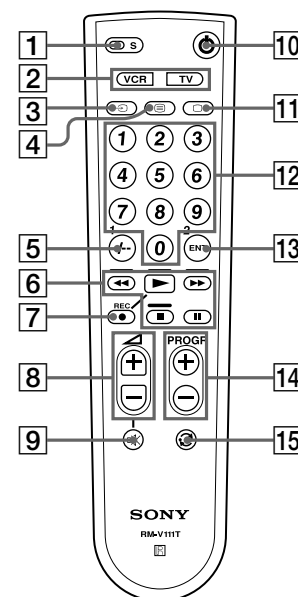 1 S 10
2 VCR TV
3 11
4
1 2 3
4 5 6 12
7 8 9
1 2
5 -/-- 0 ENT 13
6
REC
7
PROGR
8 + + 14
− −
9 15
SONY
RM-V111T
R